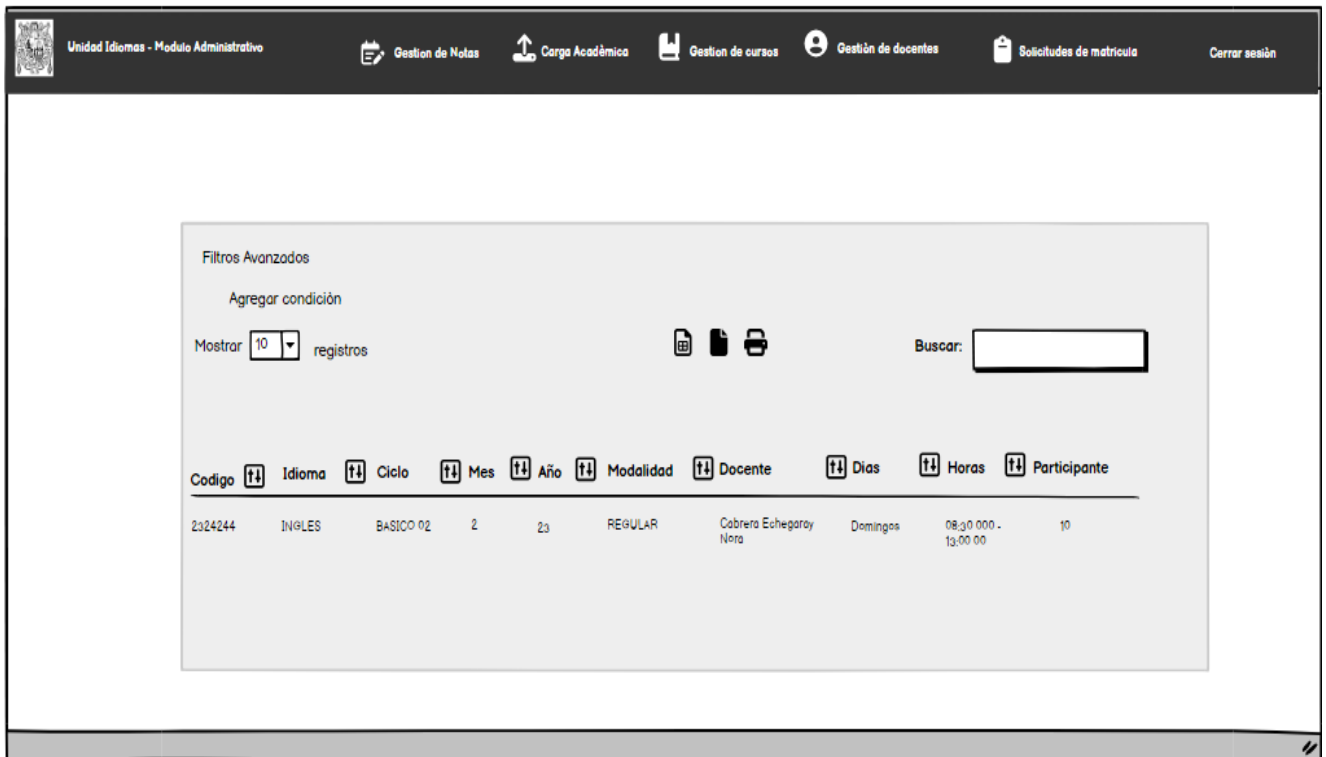 Unidad Idiomas - Modulo Administrativo Gestion de Notas Carga Acadèmica Gestion de cursos Gestiòn de docentes Solicitudes de matricula Cerrar sesiòn
Filtros Avanzados
Agregar condiciòn
Mostrar 10 registros Buscar:
Codigo Idioma Ciclo Mes Año Modalidad Docente Dias Horas Participante
2324244 INGLES BASICO 02 2 23 REGULAR Cabrera Echegaray Domingos 08:30 000 - 10
Nora 13:00 00